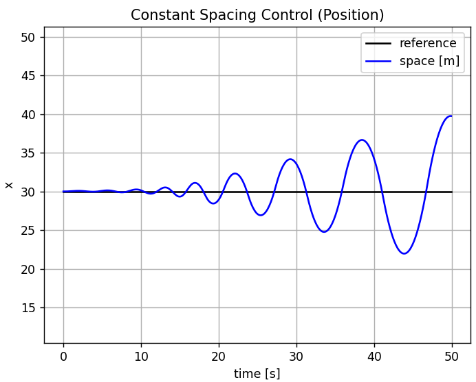 Constant Spacing Control (Position)
reference
space [m]
50
45
40
35
30
25
20
15
x
0 10 20 30 40 50
time [s]